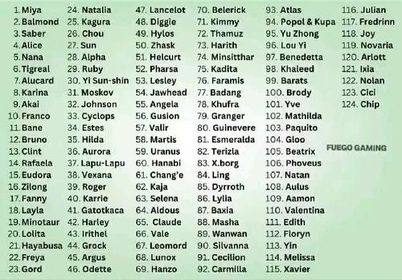 1. Miya
2. Balmond
3. Saber
4. Alice
5. Nana
6. Tigreal
7. Alucard
8. Karina
9. Akai
10. Franco
11. Bane
12. Bruno
13. Clint
14. Rafaela
15. Eudora
16. Zilong
17. Fanny
18. Layla
19. Minotaur
20. Lolita
21. Hayabusa
22. Freya
23. Gord
24. Natalia
25. Kagura
26. Chou
27. Sun
28. Alpha
29. Ruby
30. Yi Sun-shin
31. Moskov
32. Johnson
33. Cyclops
34. Estes
35. Hilda
36. Aurora
37. Lapu-Lapu
38. Vexana
39. Roger
40. Karrie
41. Gatotkaca
42. Harley
43. Irithel
44. Grock
45. Argus
46. Odette
47. Lancelot
48. Diggie
49. Hylos
50. Zhask
51. Helcurt
52. Pharsa
53. Lesley
54. Jawhead
55. Angela
56. Gusion
57. Valir
58. Martis
59. Uranus
60. Hanabi
61. Chang'e
62. Kaja
63. Selena
64. Aldous
65. Claude
66. Vale
67. Leomord
68. Lunox
69. Hanzo
70. Belerick
71. Kimmy
72. Thamuz
73. Harith
74. Minsitthar
75. Kadita
76. Faramis
77. Badang
78. Khufra
79. Granger
80. Guinevere
81. Esmeralda
82. Terizla
83. X.borg
84. Ling
85. Dyrroth
86. Lylia
87. Baxia
88. Masha
89. Wanwan
90. Silvanna
91. Cecilion
92. Carmilla
93. Atlas
94. Popol & Kupa
95. Yu Zhong
96. Lou Yi
97. Benedetta
98. Khaleed
99. Barats
100. Brody
101. Yve
102. Mathilda
103. Paquito
104. Gloo
105. Beatrix
106. Phoveus
107. Natan
108. Aulus
109. Aamon
110. Valentina
111. Edith
112. Floryn
113. Yin
114. Melissa
115. Xavier
116. Julian
117. Fredrinn
118. Joy
119. Novaria
120. Arlott
121. Ixia
122. Nolan
123. Cici
124. Chip
FUEGO GAMING